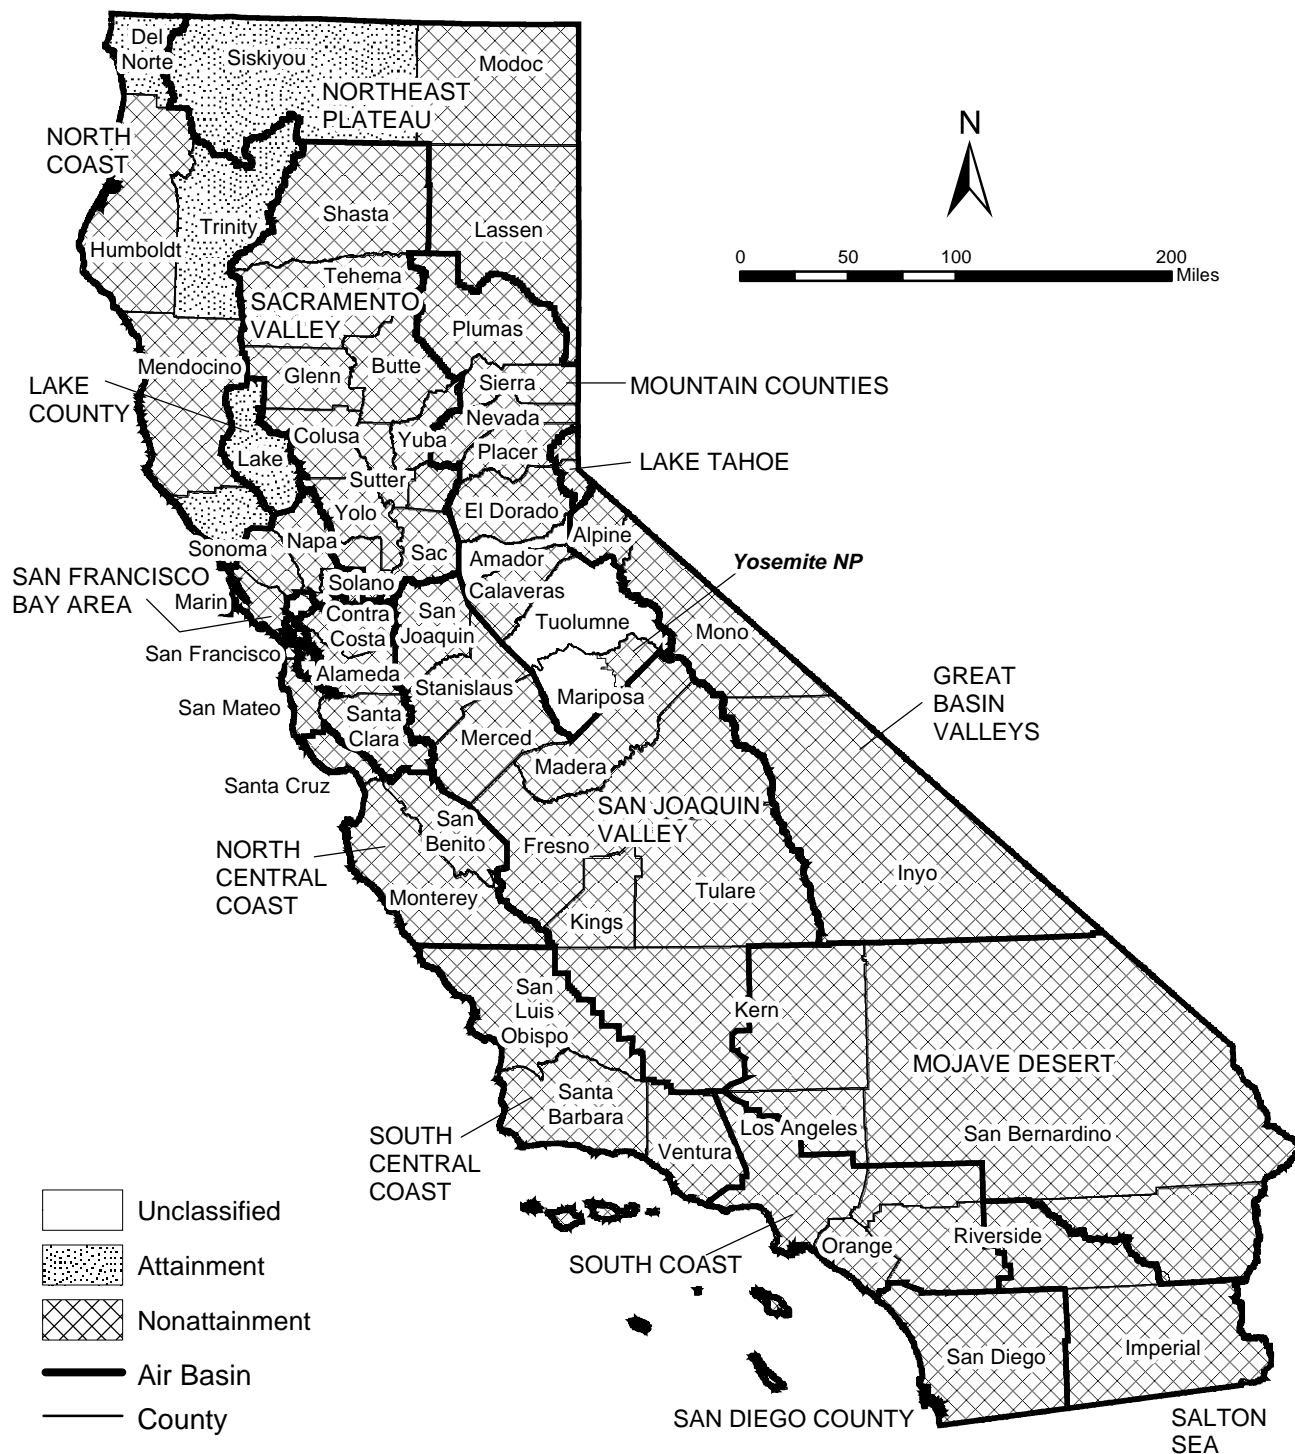 Del
Norte
Siskiyou
Modoc
NORTHEAST
PLATEAU
NORTH
COAST
N
Trinity
Shasta
Lassen
Humboldt
0
50
100
200
Miles
Tehema
SACRAMENTO
VALLEY
Plumas
Mendocino
Glenn
Butte
LAKE
COUNTY
Sierra
MOUNTAIN COUNTIES
Nevada
Colusa
Yuba
Placer
Lake
LAKE TAHOE
Sutter
Yolo
El Dorado
Napa
Sonoma
Sac
Alpine
Amador
Yosemite NP
SAN FRANCISCO
BAY AREA
Solano
Calaveras
Marin
Contra
Costa
San
Joaquin
Tuolumne
Mono
San Francisco
Alameda
Stanislaus
Mariposa
GREAT
BASIN
VALLEYS
San Mateo
Santa
Clara
Merced
Madera
Santa Cruz
SAN JOAQUIN
VALLEY
San
Benito
Fresno
NORTH
CENTRAL
COAST
Inyo
Tulare
Monterey
Kings
San
Luis
Obispo
Kern
MOJAVE DESERT
Santa
Barbara
Los Angeles
San Bernardino
SOUTH
CENTRAL
COAST
Ventura
Unclassified
Riverside
Orange
SOUTH COAST
Attainment
Nonattainment
Imperial
San Diego
Air Basin
County
SAN DIEGO COUNTY
SALTON
SEA